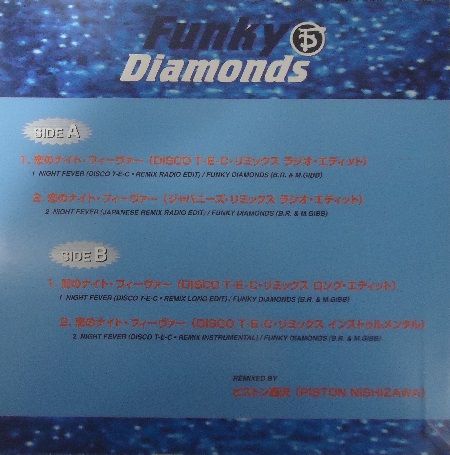 Funky
Diamonds
SIDE A
1. 恋のナイト・フィーヴァー (DISCO T-E-C・リミックス ラジオ・エディット)
1 NIGHT FEVER (DISCO T-E-C • REMIX RADIO EDIT) / FUNKY DIAMONDS (B.R. & M.GIBB)
2. 恋のナイト・フィーヴァー (ジャパニーズ・リミックス ラジオ・エディット)
2 NIGHT FEVER (JAPANESE REMIX RADIO EDIT) / FUNKY DIAMONDS (B.R. & M.GIBB)
SIDE B
1. 恋のナイト・フィーヴァー (DISCO T-E-C・リミックス ロング・エディット)
1 NIGHT FEVER (DISCO T-E-C • REMIX LONG EDIT) / FUNKY DIAMONDS (B.R. & M.GIBB)
2. 恋のナイト・フィーヴァー (DISCO T-E-C・リミックス インストゥルメンタル)
2 NIGHT FEVER (DISCO T-E-C • REMIX INSTRUMENTAL) / FUNKY DIAMONDS (B.R. & M.GIBB)
REMIXED BY
ピストン西沢 (PISTON NISHIZAWA)